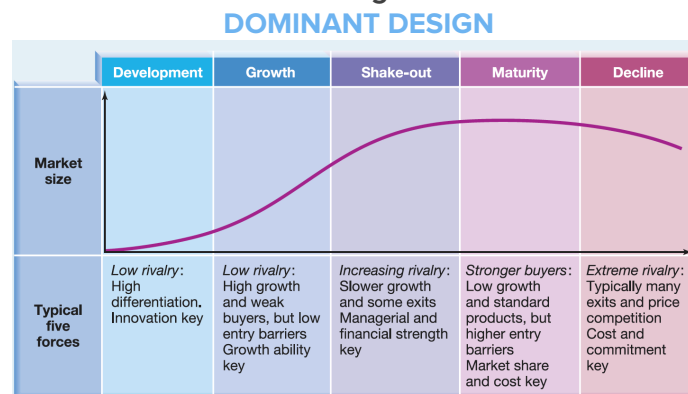 DOMINANT DESIGN
Development
Growth
Shake-out
Maturity
Decline
Market
size
Typical
five
forces
Low rivalry:
High
differentiation.
Innovation key
Low rivalry:
High growth
and weak
buyers, but low
entry barriers
Growth ability
key
Increasing rivalry:
Slower growth
and some exits
Managerial and
financial strength
key
Stronger buyers:
Low growth
and standard
products, but
higher entry
barriers
Market share
and cost key
Extreme rivalry:
Typically many
exits and price
competition
Cost and
commitment
key